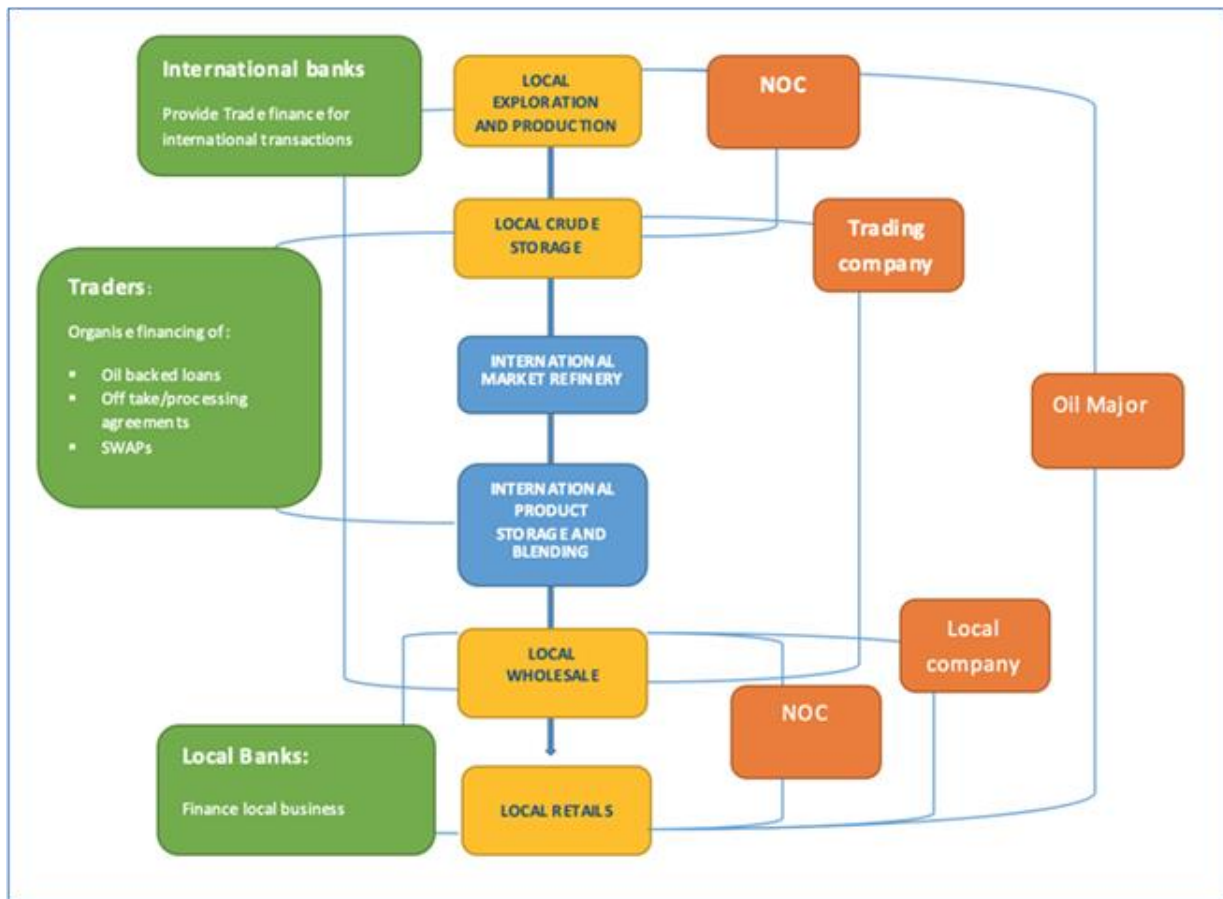 International banks
Provide Trade finance for
international transactions
LOCAL
EXPLORATION
AND PRODUCTION
NOC
LOCAL CRUDE
STORAGE
Trading
company
Traders:
Organise financing of:
▪ Oil backed loans
▪ Off take/processing
agreements
▪ SWAPs
INTERNATIONAL
MARKET REFINERY
Oil Major
INTERNATIONAL
PRODUCT
STORAGE AND
BLENDING
LOCAL
WHOLESALE
Local
company
NOC
Local Banks:
Finance local business
LOCAL RETAILS